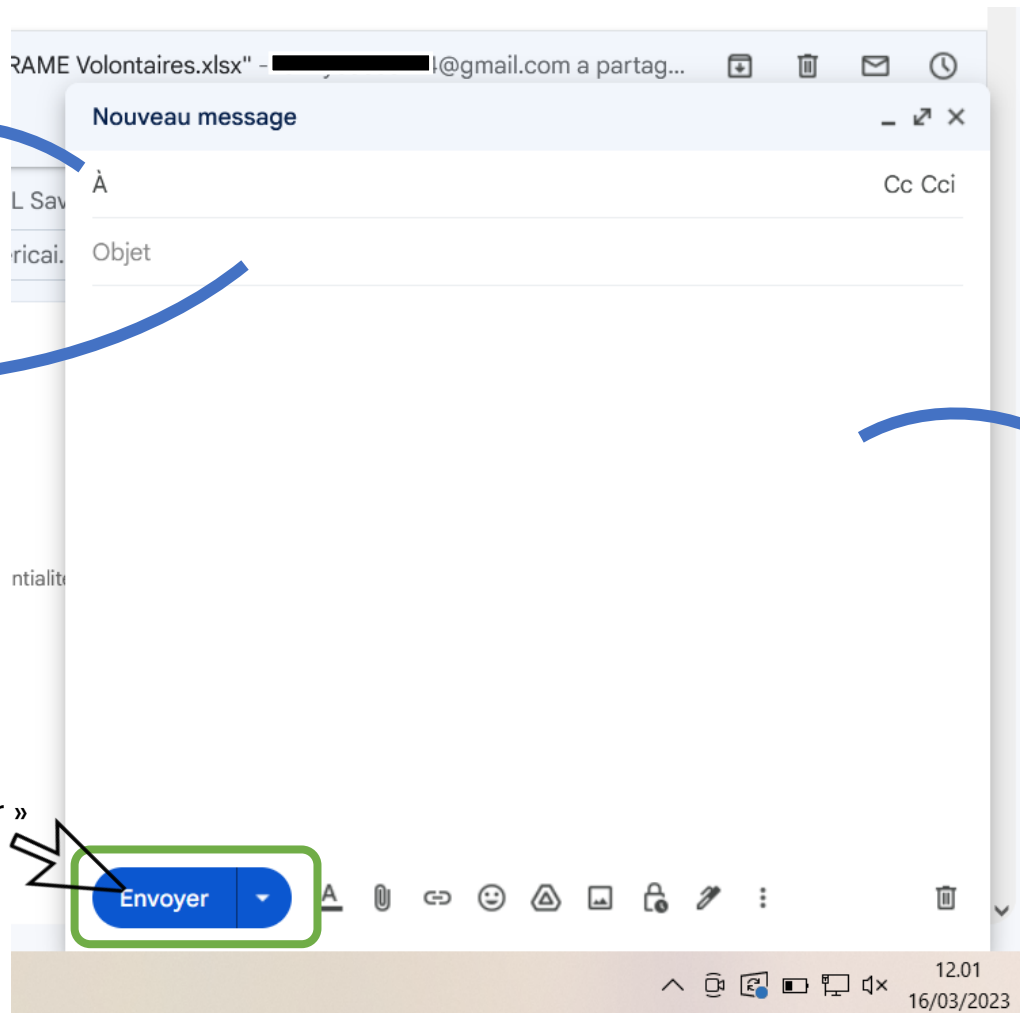 RAME Volontaires.xlsx" - @gmail.com a partag...
Nouveau message
À Cc Cci
L Sav
ricai.
Objet
ntialité
»
Envoyer
A
12.01
16/03/2023